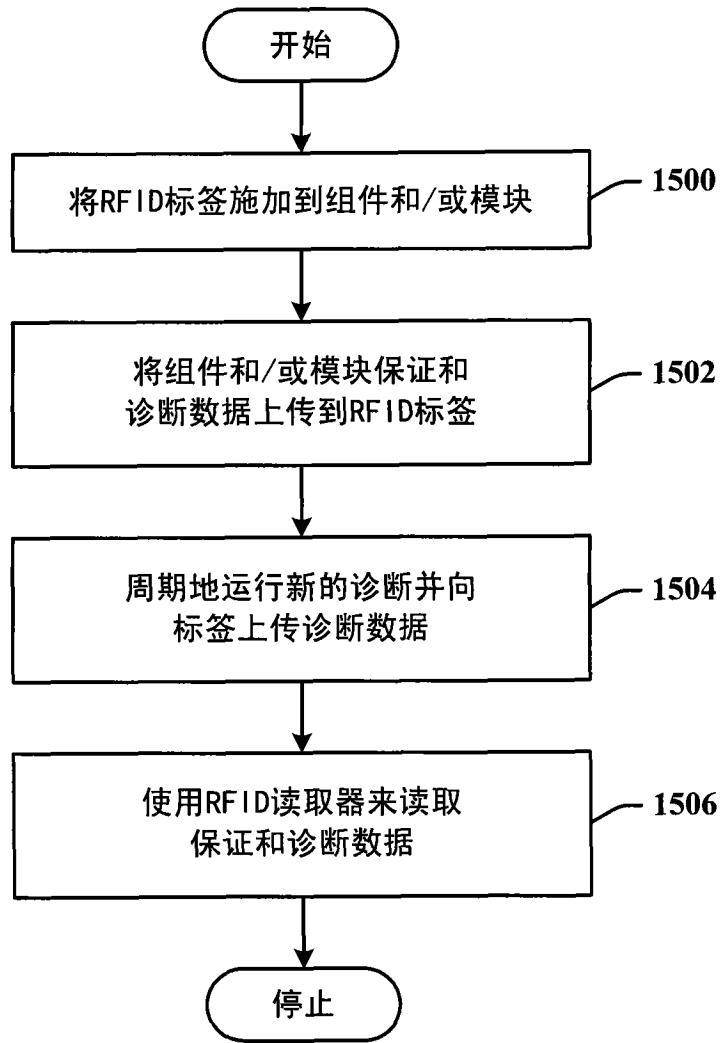 开始
将RFID标签施加到组件和/或模块
1500
将组件和/或模块保证和
诊断数据上传到RFID标签
1502
周期地运行新的诊断并向
标签上传诊断数据
1504
使用RFID读取器来读取
保证和诊断数据
1506
停止